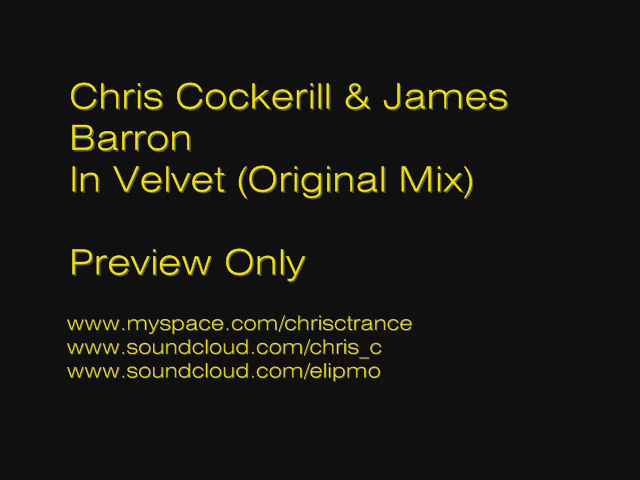 Chris Cockerill & James
Barron
In Velvet (Original Mix)
Preview Only
www.myspace.com/chrisctrance
www.soundcloud.com/chris_c
www.soundcloud.com/elipmo